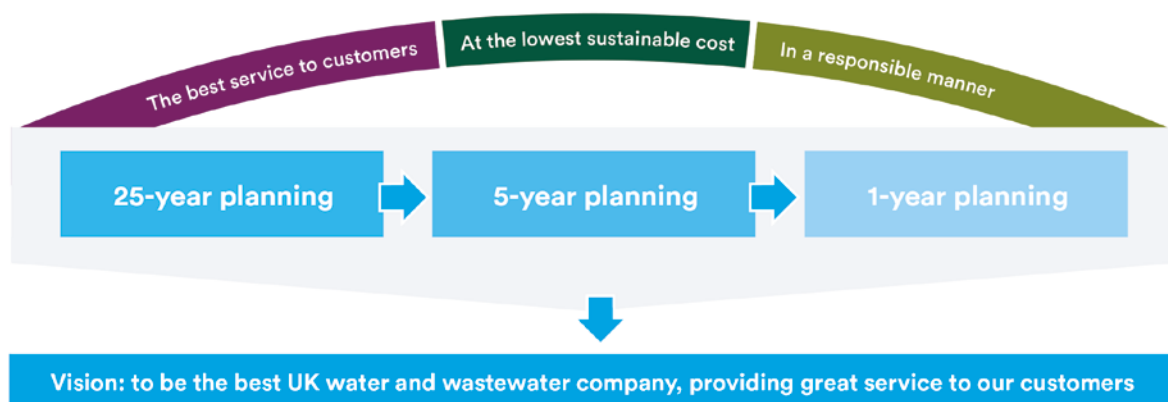 The best service to customers
At the lowest sustainable cost
In a responsible manner
25-year planning
5-year planning
1-year planning
Vision: to be the best UK water and wastewater company, providing great service to our customers